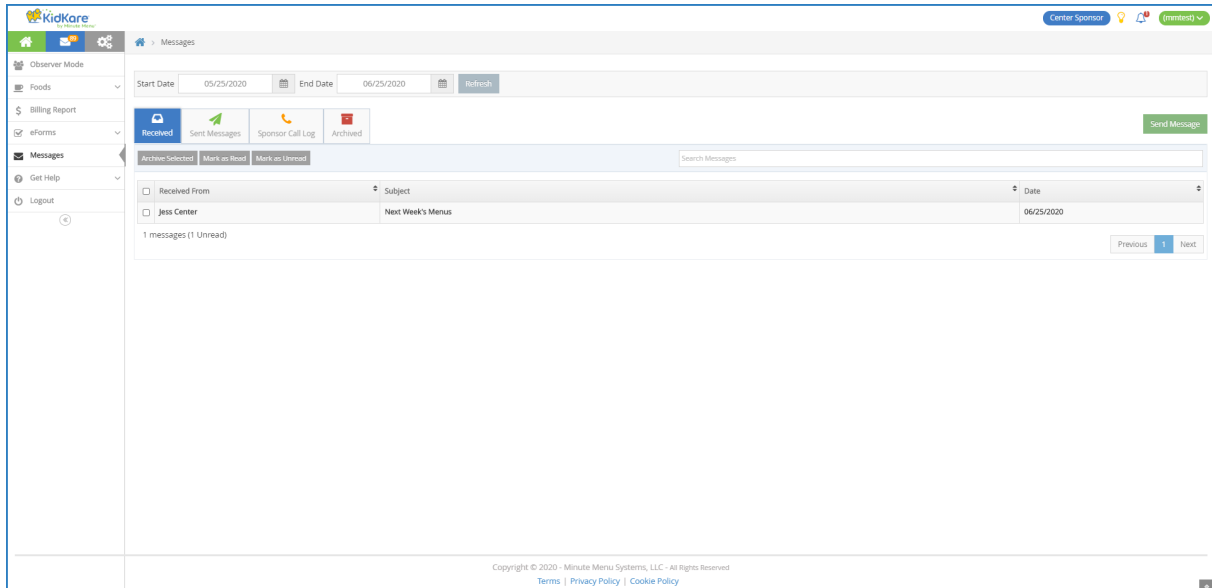 KidKare
by Minute Menu
Center Sponsor
(mmtest)
Messages
Observer Mode
Foods
Billing Report
eForms
Messages
Get Help
Logout
Start Date 05/25/2020 End Date 06/25/2020 Refresh
Received Sent Messages Sponsor Call Log Archived
Send Message
Archive Selected Mark as Read Mark as Unread Search Messages
Received From Subject Date
Jess Center Next Week's Menus 06/25/2020
1 messages (1 Unread)
Previous 1 Next
Copyright © 2020 - Minute Menu Systems, LLC - All Rights Reserved
Terms | Privacy Policy | Cookie Policy